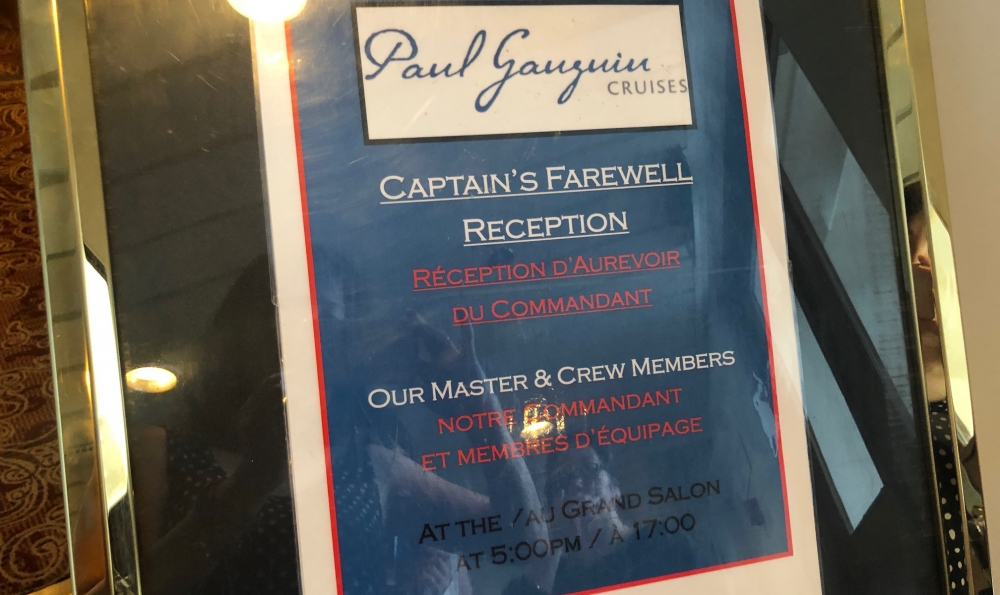 Paul Gauguin
CRUISES
CAPTAIN'S FAREWELL
RECEPTION
RÉCEPTION D'AUREVOIR
DU COMMANDANT
OUR MASTER & CREW MEMBERS
NOTRE COMMANDANT
ET MEMBRES D'ÉQUIPAGE
AT THE /AU GRAND SALON
AT 5:00PM / À 17:00